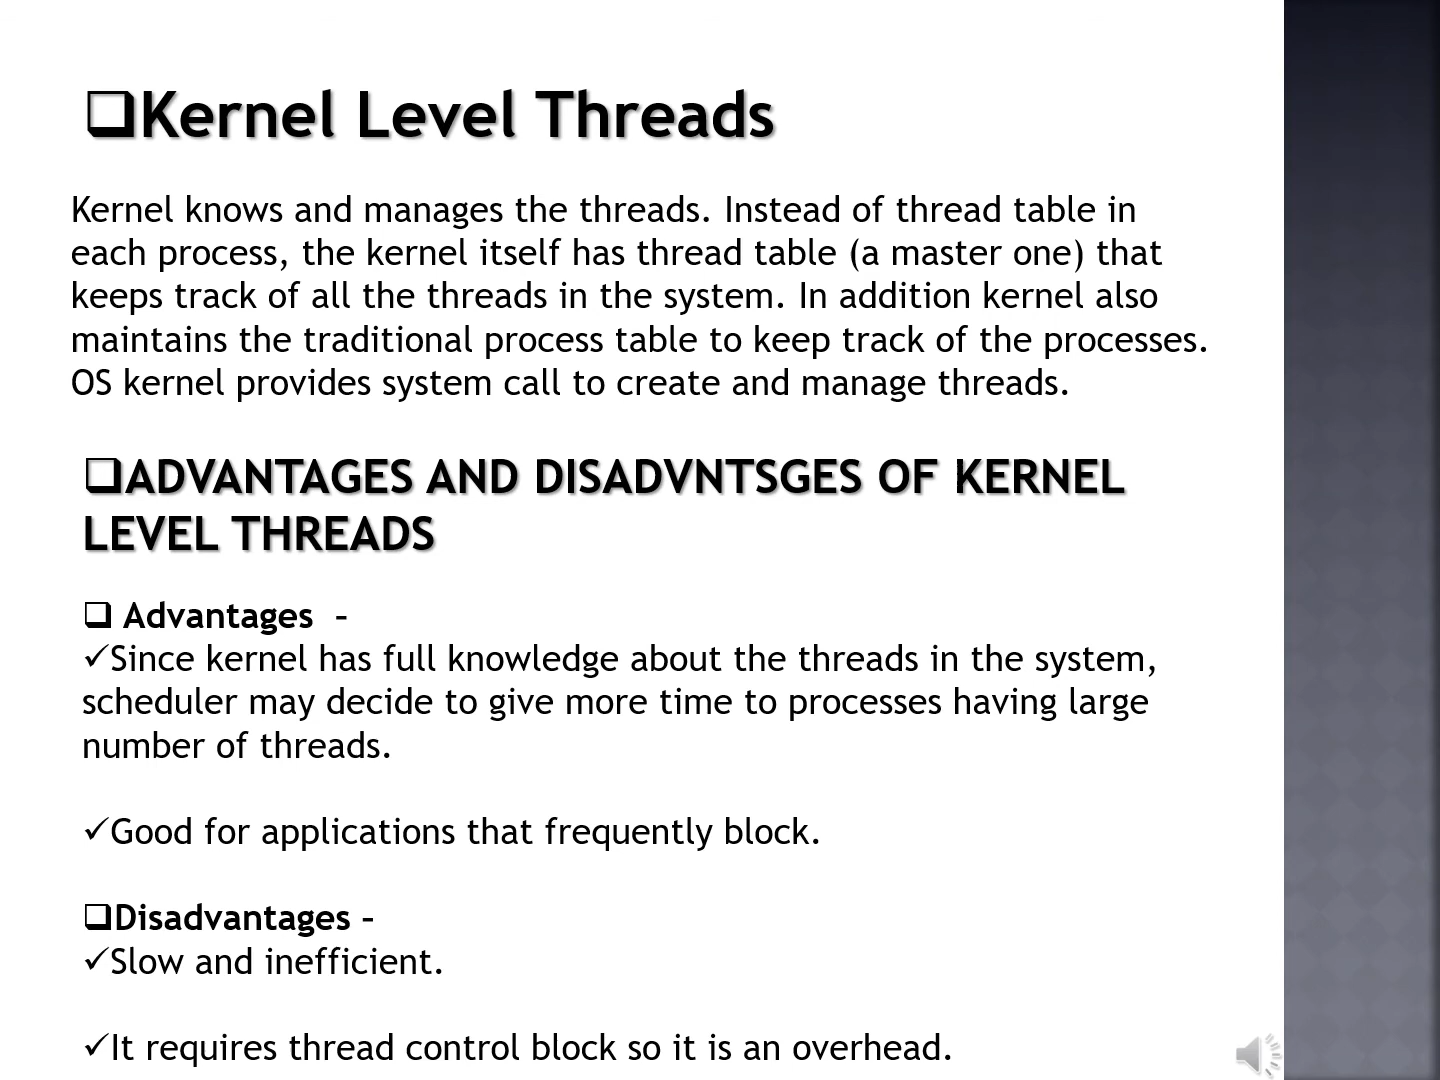 ❑Kernel Level Threads
Kernel knows and manages the threads. Instead of thread table in
each process, the kernel itself has thread table (a master one) that
keeps track of all the threads in the system. In addition kernel also
maintains the traditional process table to keep track of the processes.
OS kernel provides system call to create and manage threads.
❑ADVANTAGES AND DISADVNTSGES OF KERNEL
LEVEL THREADS
❑ Advantages –
✓Since kernel has full knowledge about the threads in the system,
scheduler may decide to give more time to processes having large
number of threads.
✓Good for applications that frequently block.
❑Disadvantages –
✓Slow and inefficient.
✓It requires thread control block so it is an overhead.